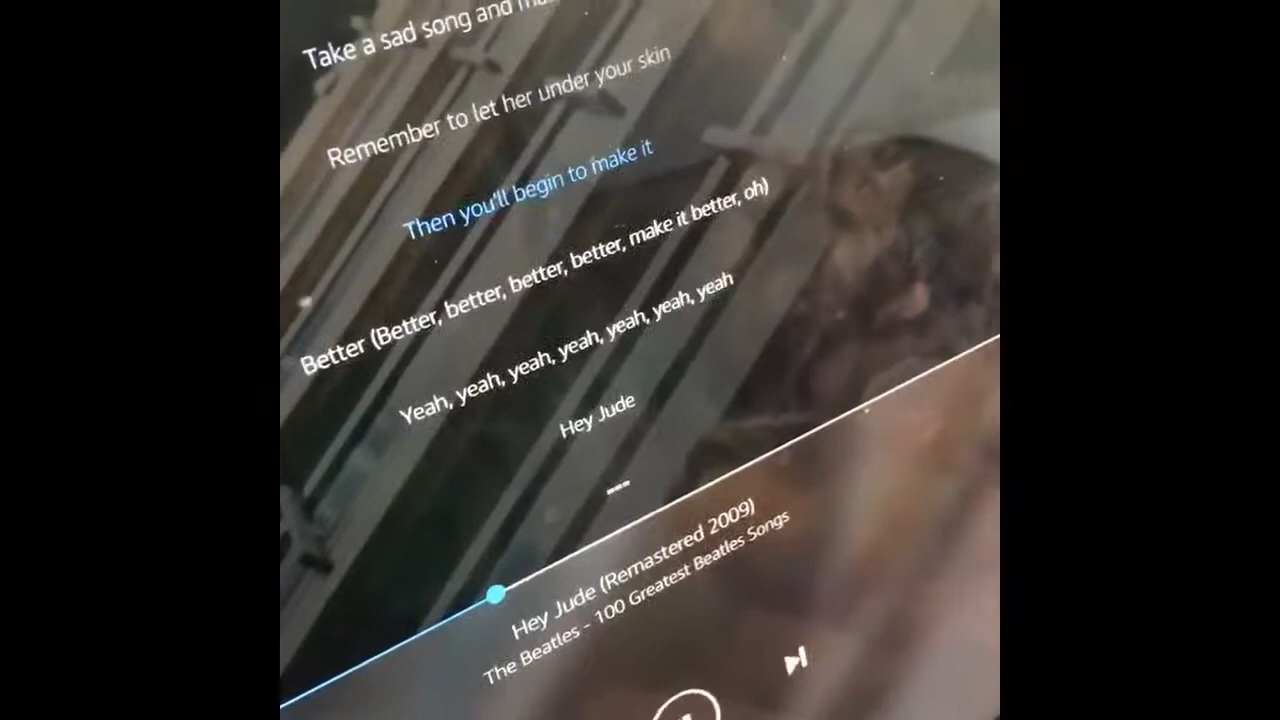 Take a sad song and
Remember to let her under your skin
Then you'll begin to make it
Better (Better, better, better, better, make it better, oh)
Yeah, yeah, yeah, yeah, yeah, yeah, yeah
Hey Jude
Hey Jude (Remastered 2009)
The Beatles - 100 Greatest Beatles Songs